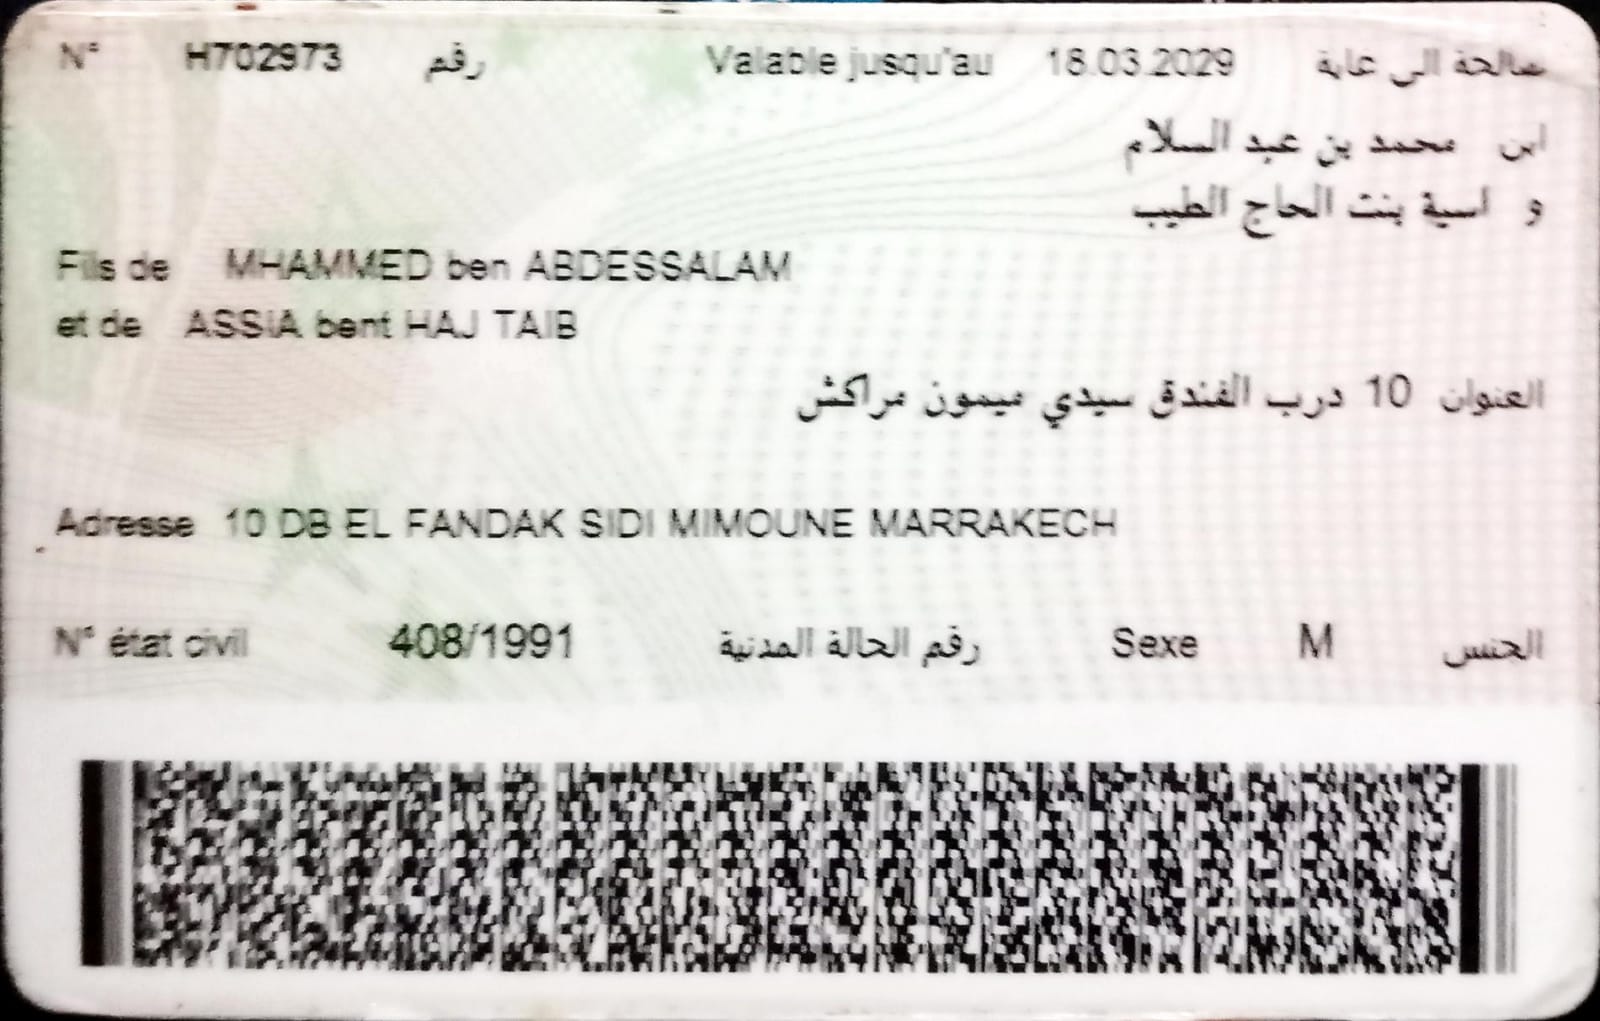 N° H702973 رقم Valable jusqu'au 18.03.2029 صالحة الى غاية
ابن محمد بن عبد السلام
و اسية بنت الحاج الطيب
Fils de MHAMMED ben ABDESSALAM
et de ASSIA bent HAJ TAIB
العنوان 10 درب الفندق سيدي ميمون مراكش
Adresse 10 DB EL FANDAK SIDI MIMOUNE MARRAKECH
N° état civil 408/1991 رقم الحالة المدنية Sexe M الجنس